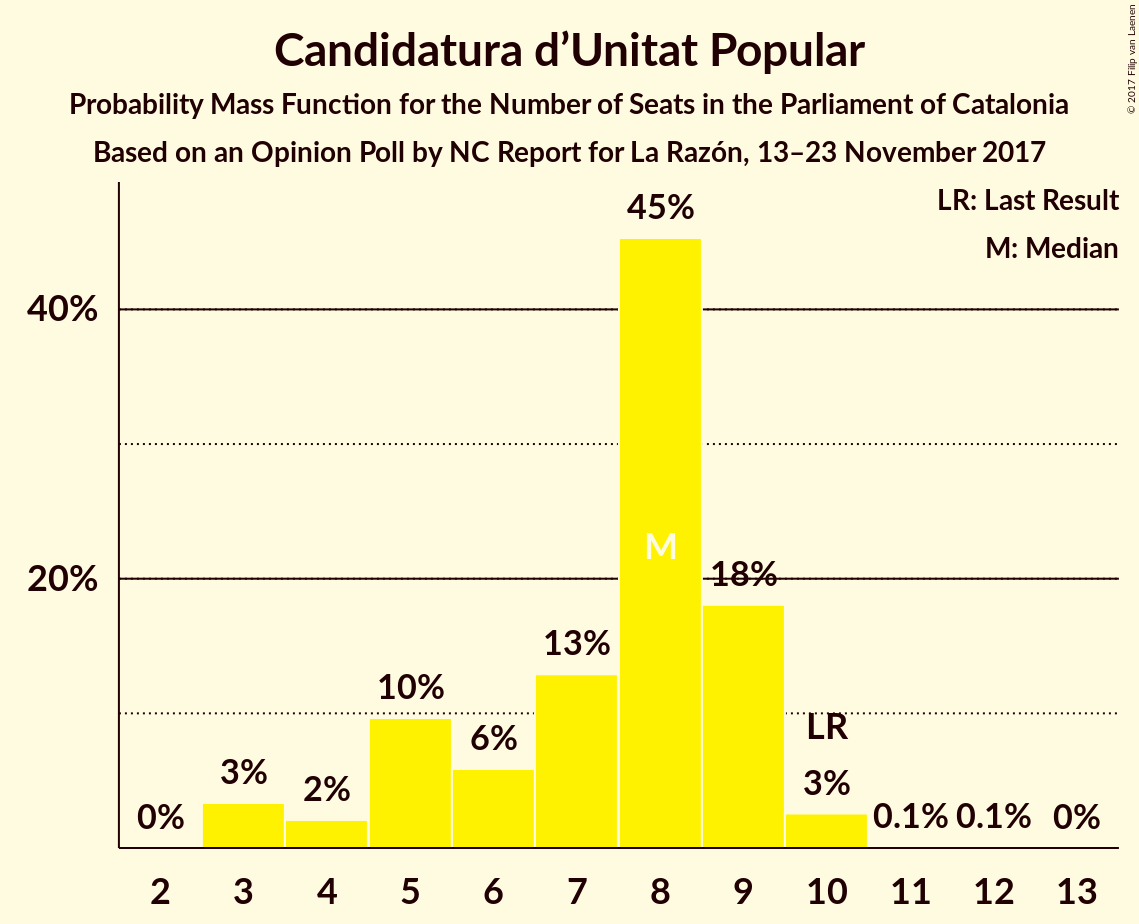 Candidatura d’Unitat Popular
Probability Mass Function for the Number of Seats in the Parliament of Catalonia
Based on an Opinion Poll by NC Report for La Razón, 13–23 November 2017
© 2017 Filip van Laenen
LR: Last Result
M: Median
45%
40%
M
20%
18%
13%
10%
6%
LR
3%
2%
3%
0%
0.1%
0.1%
0%
2 3 4 5 6 7 8 9 10 11 12 13